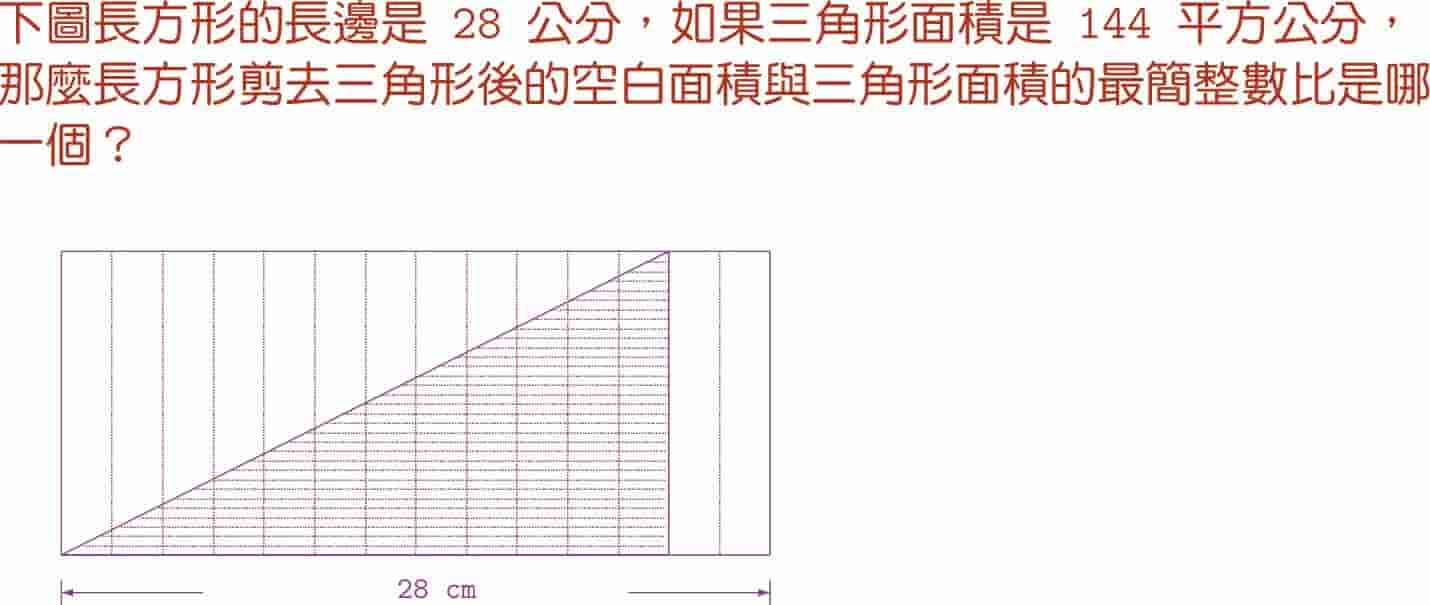 下圖長方形的長邊是 28 公分，如果三角形面積是 144 平方公分，
那麼長方形剪去三角形後的空白面積與三角形面積的最簡整數比是哪
一個？
28 cm